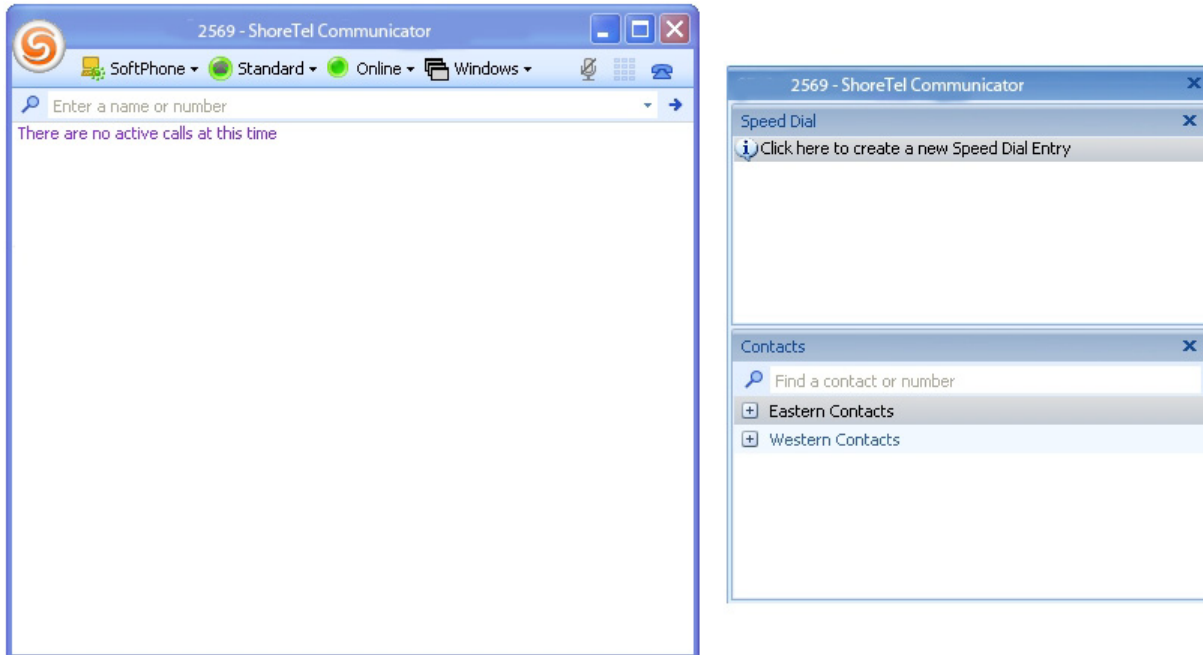 2569 - ShoreTel Communicator
SoftPhone Standard Online Windows
Enter a name or number
There are no active calls at this time
2569 - ShoreTel Communicator
Speed Dial
Click here to create a new Speed Dial Entry
Contacts
Find a contact or number
Eastern Contacts
Western Contacts